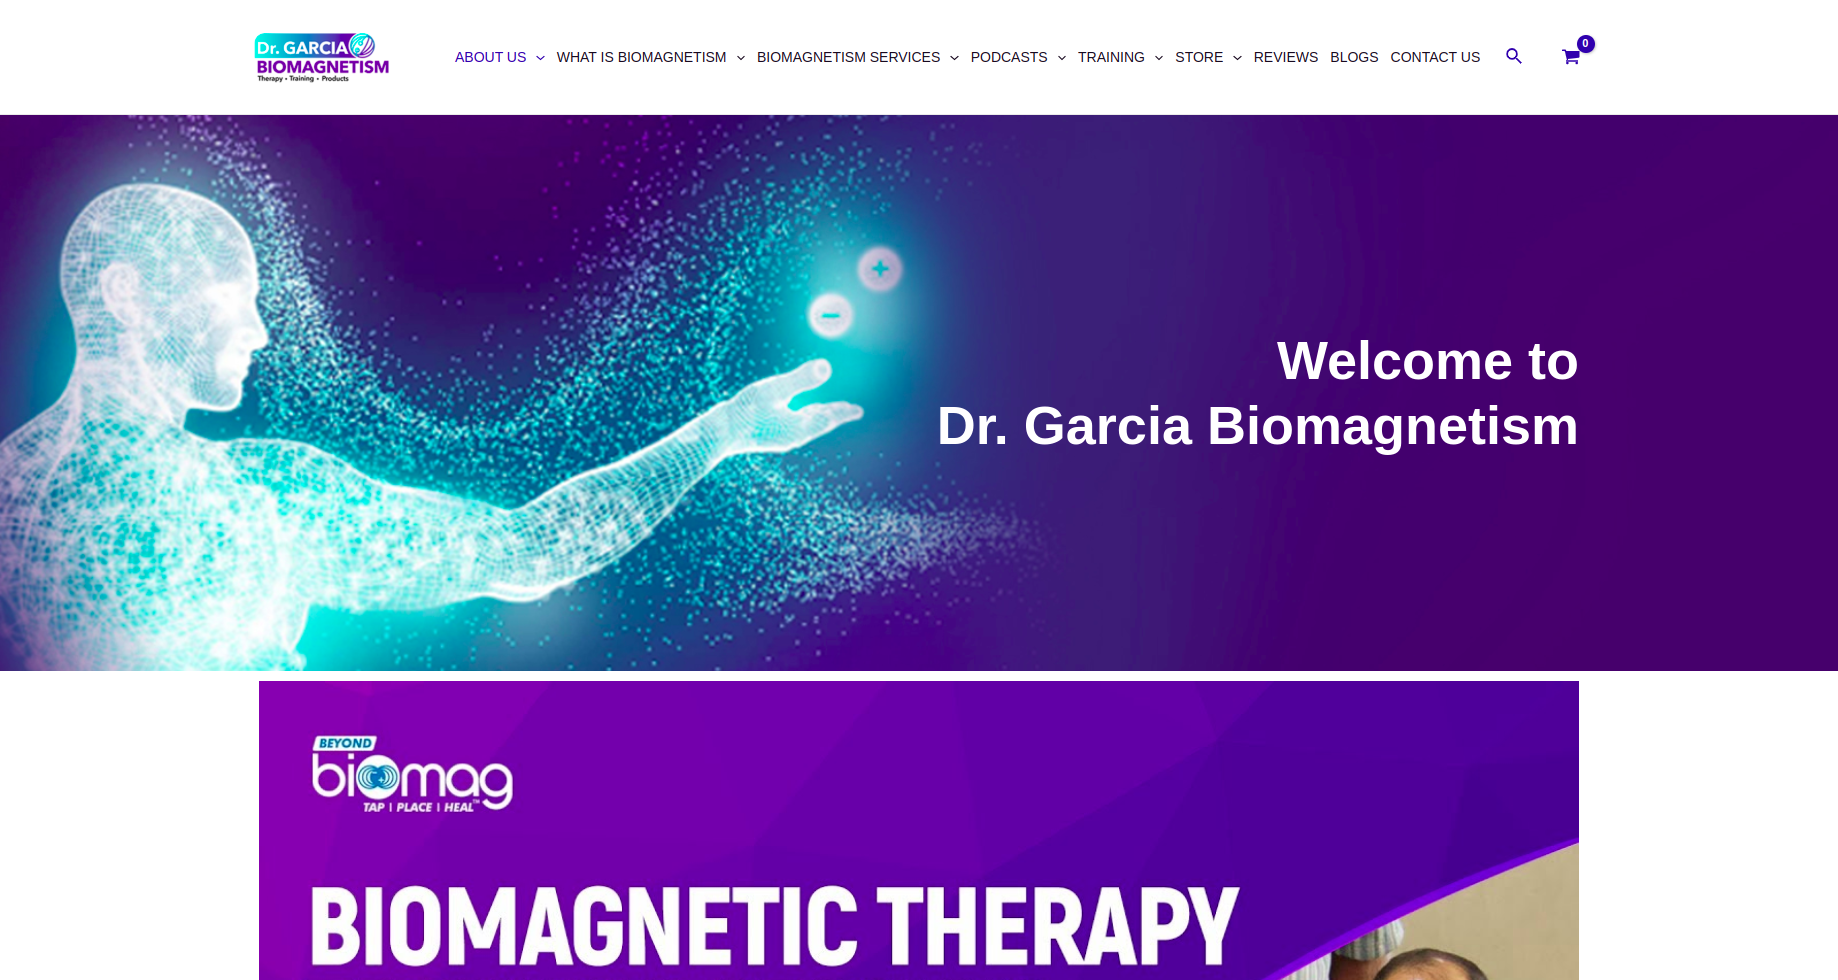 Dr. GARCIA
BIOMAGNETISM
Therapy • Training • Products
ABOUT US
WHAT IS BIOMAGNETISM
BIOMAGNETISM SERVICES
PODCASTS
TRAINING
STORE
REVIEWS
BLOGS
CONTACT US
0
+
−
Welcome to
Dr. Garcia Biomagnetism
BEYOND
biomag
TAP | PLACE | HEAL™
BIOMAGNETIC THERAPY